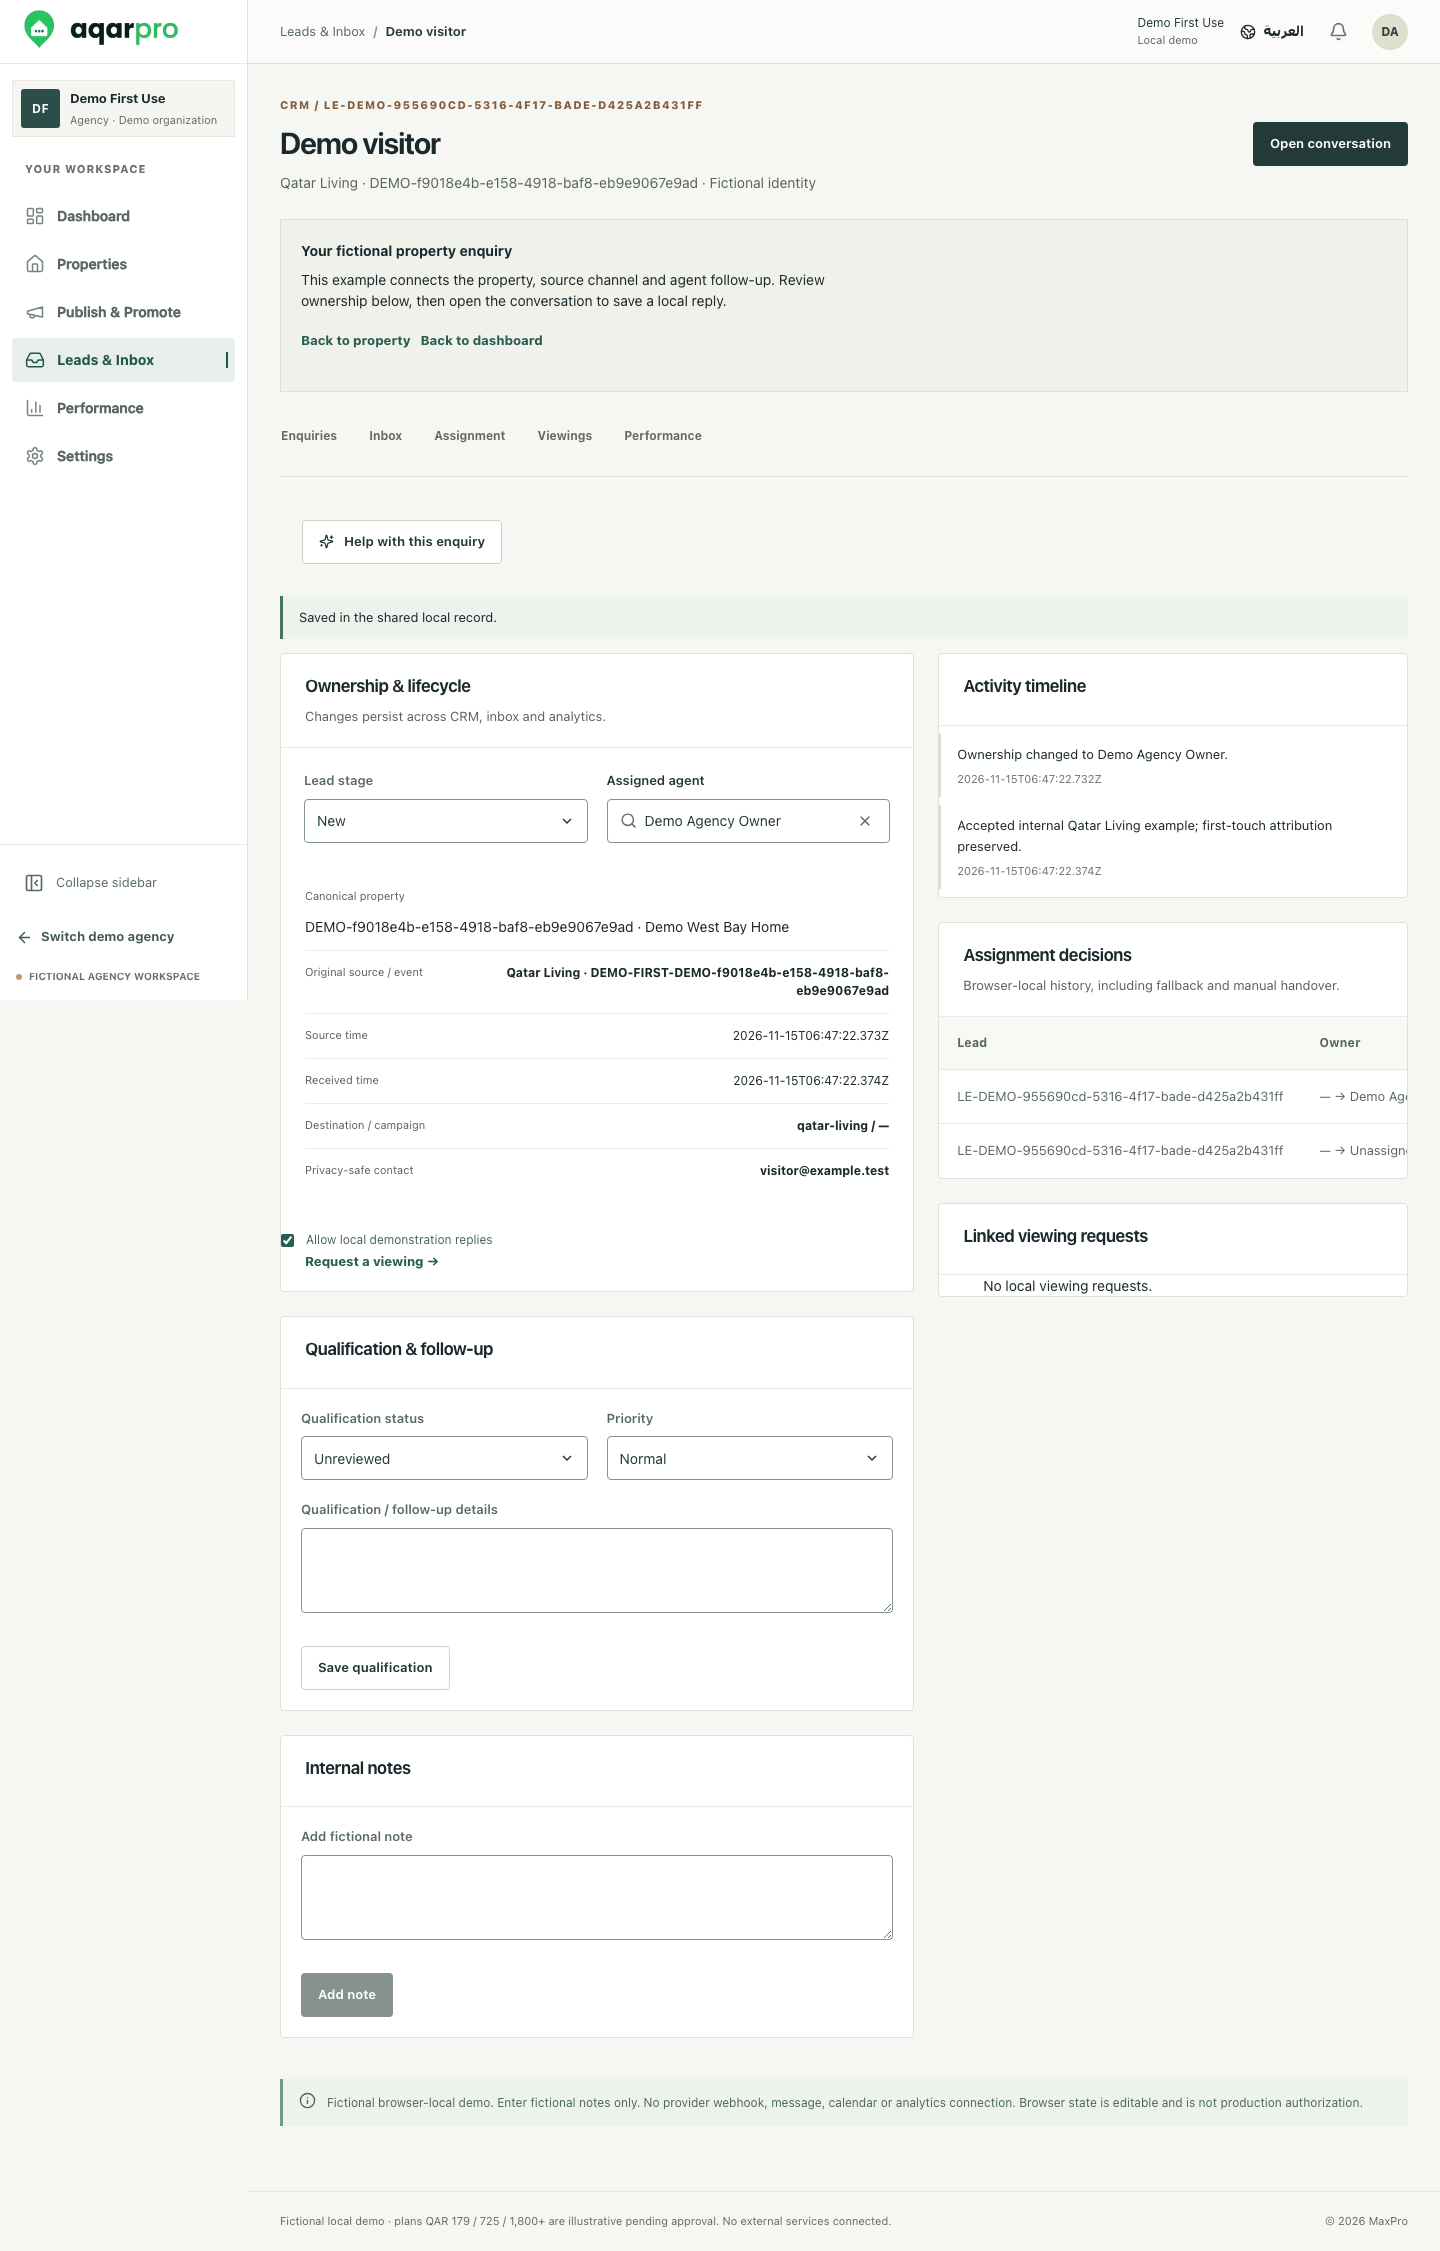 aqarpro
DF
Demo First Use
Agency · Demo organization
YOUR WORKSPACE
Dashboard
Properties
Publish & Promote
Leads & Inbox
Performance
Settings
Collapse sidebar
Switch demo agency
FICTIONAL AGENCY WORKSPACE
Leads & Inbox / Demo visitor
Demo First Use
Local demo
العربية
DA
CRM / LE-DEMO-955690CD-5316-4F17-BADE-D425A2B431FF
Demo visitor
Open conversation
Qatar Living · DEMO-f9018e4b-e158-4918-baf8-eb9e9067e9ad · Fictional identity
Your fictional property enquiry
This example connects the property, source channel and agent follow-up. Review
ownership below, then open the conversation to save a local reply.
Back to property Back to dashboard
Enquiries Inbox Assignment Viewings Performance
Help with this enquiry
Saved in the shared local record.
Ownership & lifecycle
Changes persist across CRM, inbox and analytics.
Lead stage Assigned agent
New Demo Agency Owner
Canonical property
DEMO-f9018e4b-e158-4918-baf8-eb9e9067e9ad · Demo West Bay Home
Original source / event Qatar Living · DEMO-FIRST-DEMO-f9018e4b-e158-4918-baf8-
eb9e9067e9ad
Source time 2026-11-15T06:47:22.373Z
Received time 2026-11-15T06:47:22.374Z
Destination / campaign qatar-living / —
Privacy-safe contact visitor@example.test
Allow local demonstration replies
Request a viewing →
Qualification & follow-up
Qualification status Priority
Unreviewed Normal
Qualification / follow-up details
Save qualification
Internal notes
Add fictional note
Add note
Activity timeline
Ownership changed to Demo Agency Owner.
2026-11-15T06:47:22.732Z
Accepted internal Qatar Living example; first-touch attribution
preserved.
2026-11-15T06:47:22.374Z
Assignment decisions
Browser-local history, including fallback and manual handover.
Lead Owner
LE-DEMO-955690cd-5316-4f17-bade-d425a2b431ff — → Demo Age
LE-DEMO-955690cd-5316-4f17-bade-d425a2b431ff — → Unassigne
Linked viewing requests
No local viewing requests.
Fictional browser-local demo. Enter fictional notes only. No provider webhook, message, calendar or analytics connection. Browser state is editable and is not production authorization.
Fictional local demo · plans QAR 179 / 725 / 1,800+ are illustrative pending approval. No external services connected.
© 2026 MaxPro